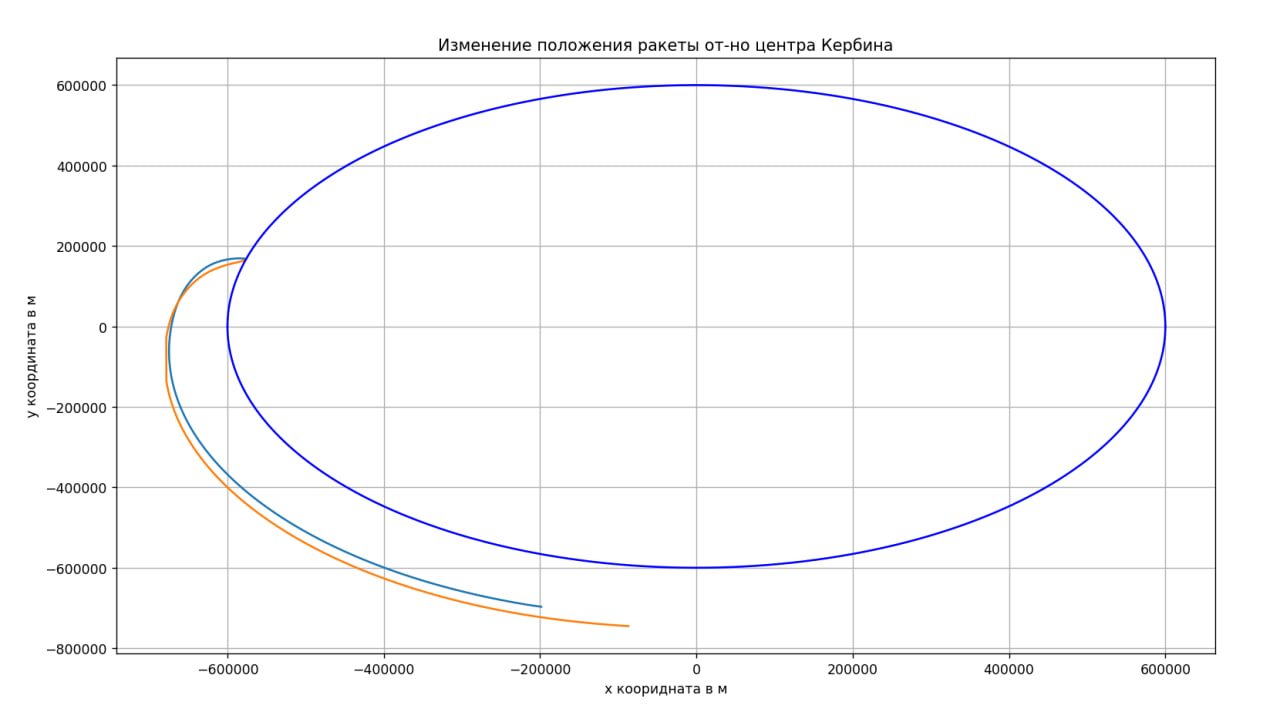 Изменение положения ракеты от-но центра Кербина
600000
400000
200000
0
−200000
−400000
−600000
−800000
у координата в м
−600000 −400000 −200000 0 200000 400000 600000
х кооридната в м